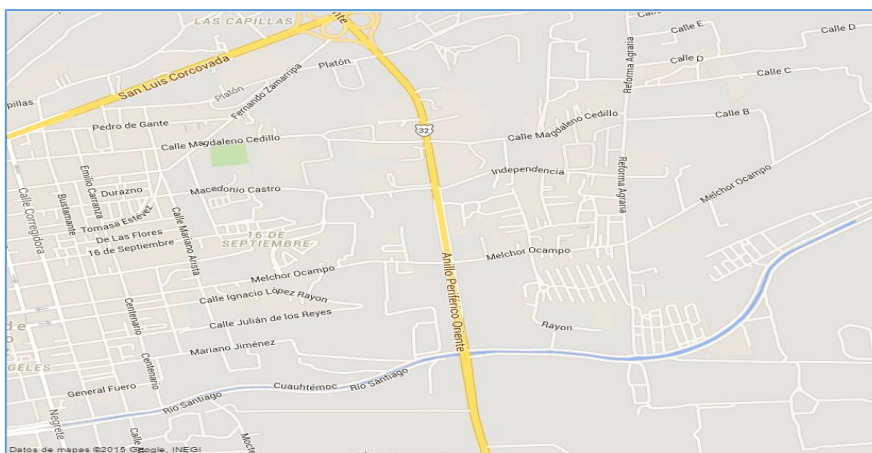 LAS CAPILLAS
Calle E
Calle D
San Luis Corcovada
Platón
Reforma Agraria
Calle D
Calle C
Platón
Fernando Zamarripa
Pedro de Gante
32
Calle Magdaleno Cedillo
Calle B
Calle Magdaleno Cedillo
Independencia
Reforma Agraria
Emilio Carranza
Durazno
Macedonio Castro
Calle Corregidora
Bustamante
Melchor Ocampo
Tomasa Estévez
De Las Flores
16 de Septiembre
Calle Mariano Arista
16 DE
SEPTIEMBRE
Melchor Ocampo
Anillo Periférico Oriente
Melchor Ocampo
Calle Ignacio López Rayon
Centenario
Calle Julián de los Reyes
Rayon
Mariano Jiménez
Centenario
General Fuero
Cuauhtémoc
Río Santiago
Río Santiago
Negrete
Datos de mapas ©2015 Google, INEGI